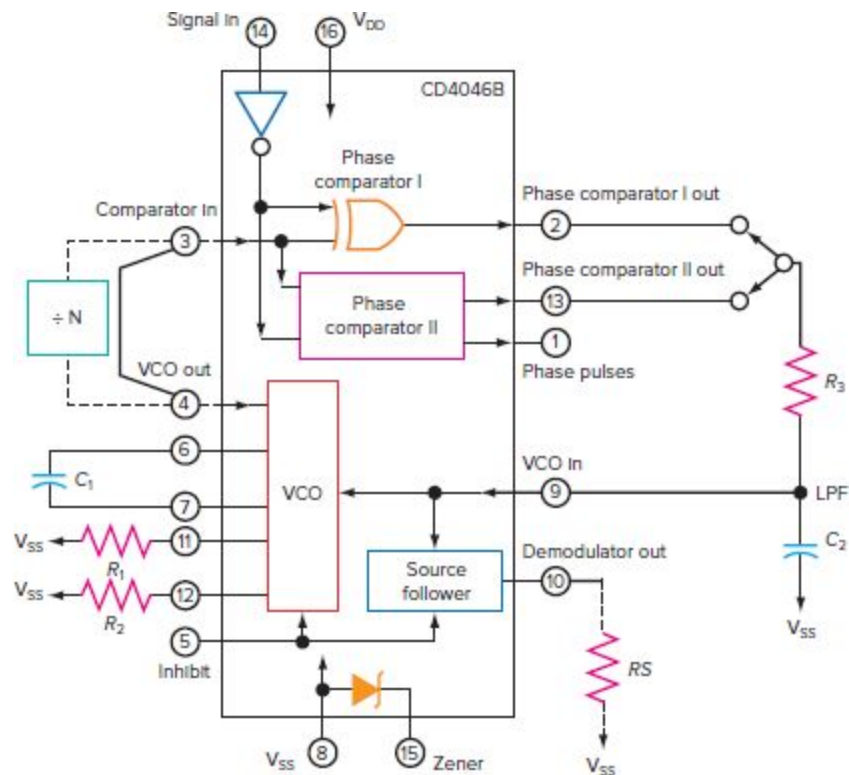 Signal in
14
16
VDD
CD4046B
Phase
comparator I
Phase comparator I out
2
Comparator in
3
Phase comparator II out
13
Phase
comparator II
1
Phase pulses
÷ N
VCO out
4
R3
6
C1
7
VCO
VCO in
9
LPF
C2
VSS
VSS
11
R1
Demodulator out
10
Source
follower
VSS
12
R2
5
Inhibit
RS
VSS
8
15
Zener
VSS